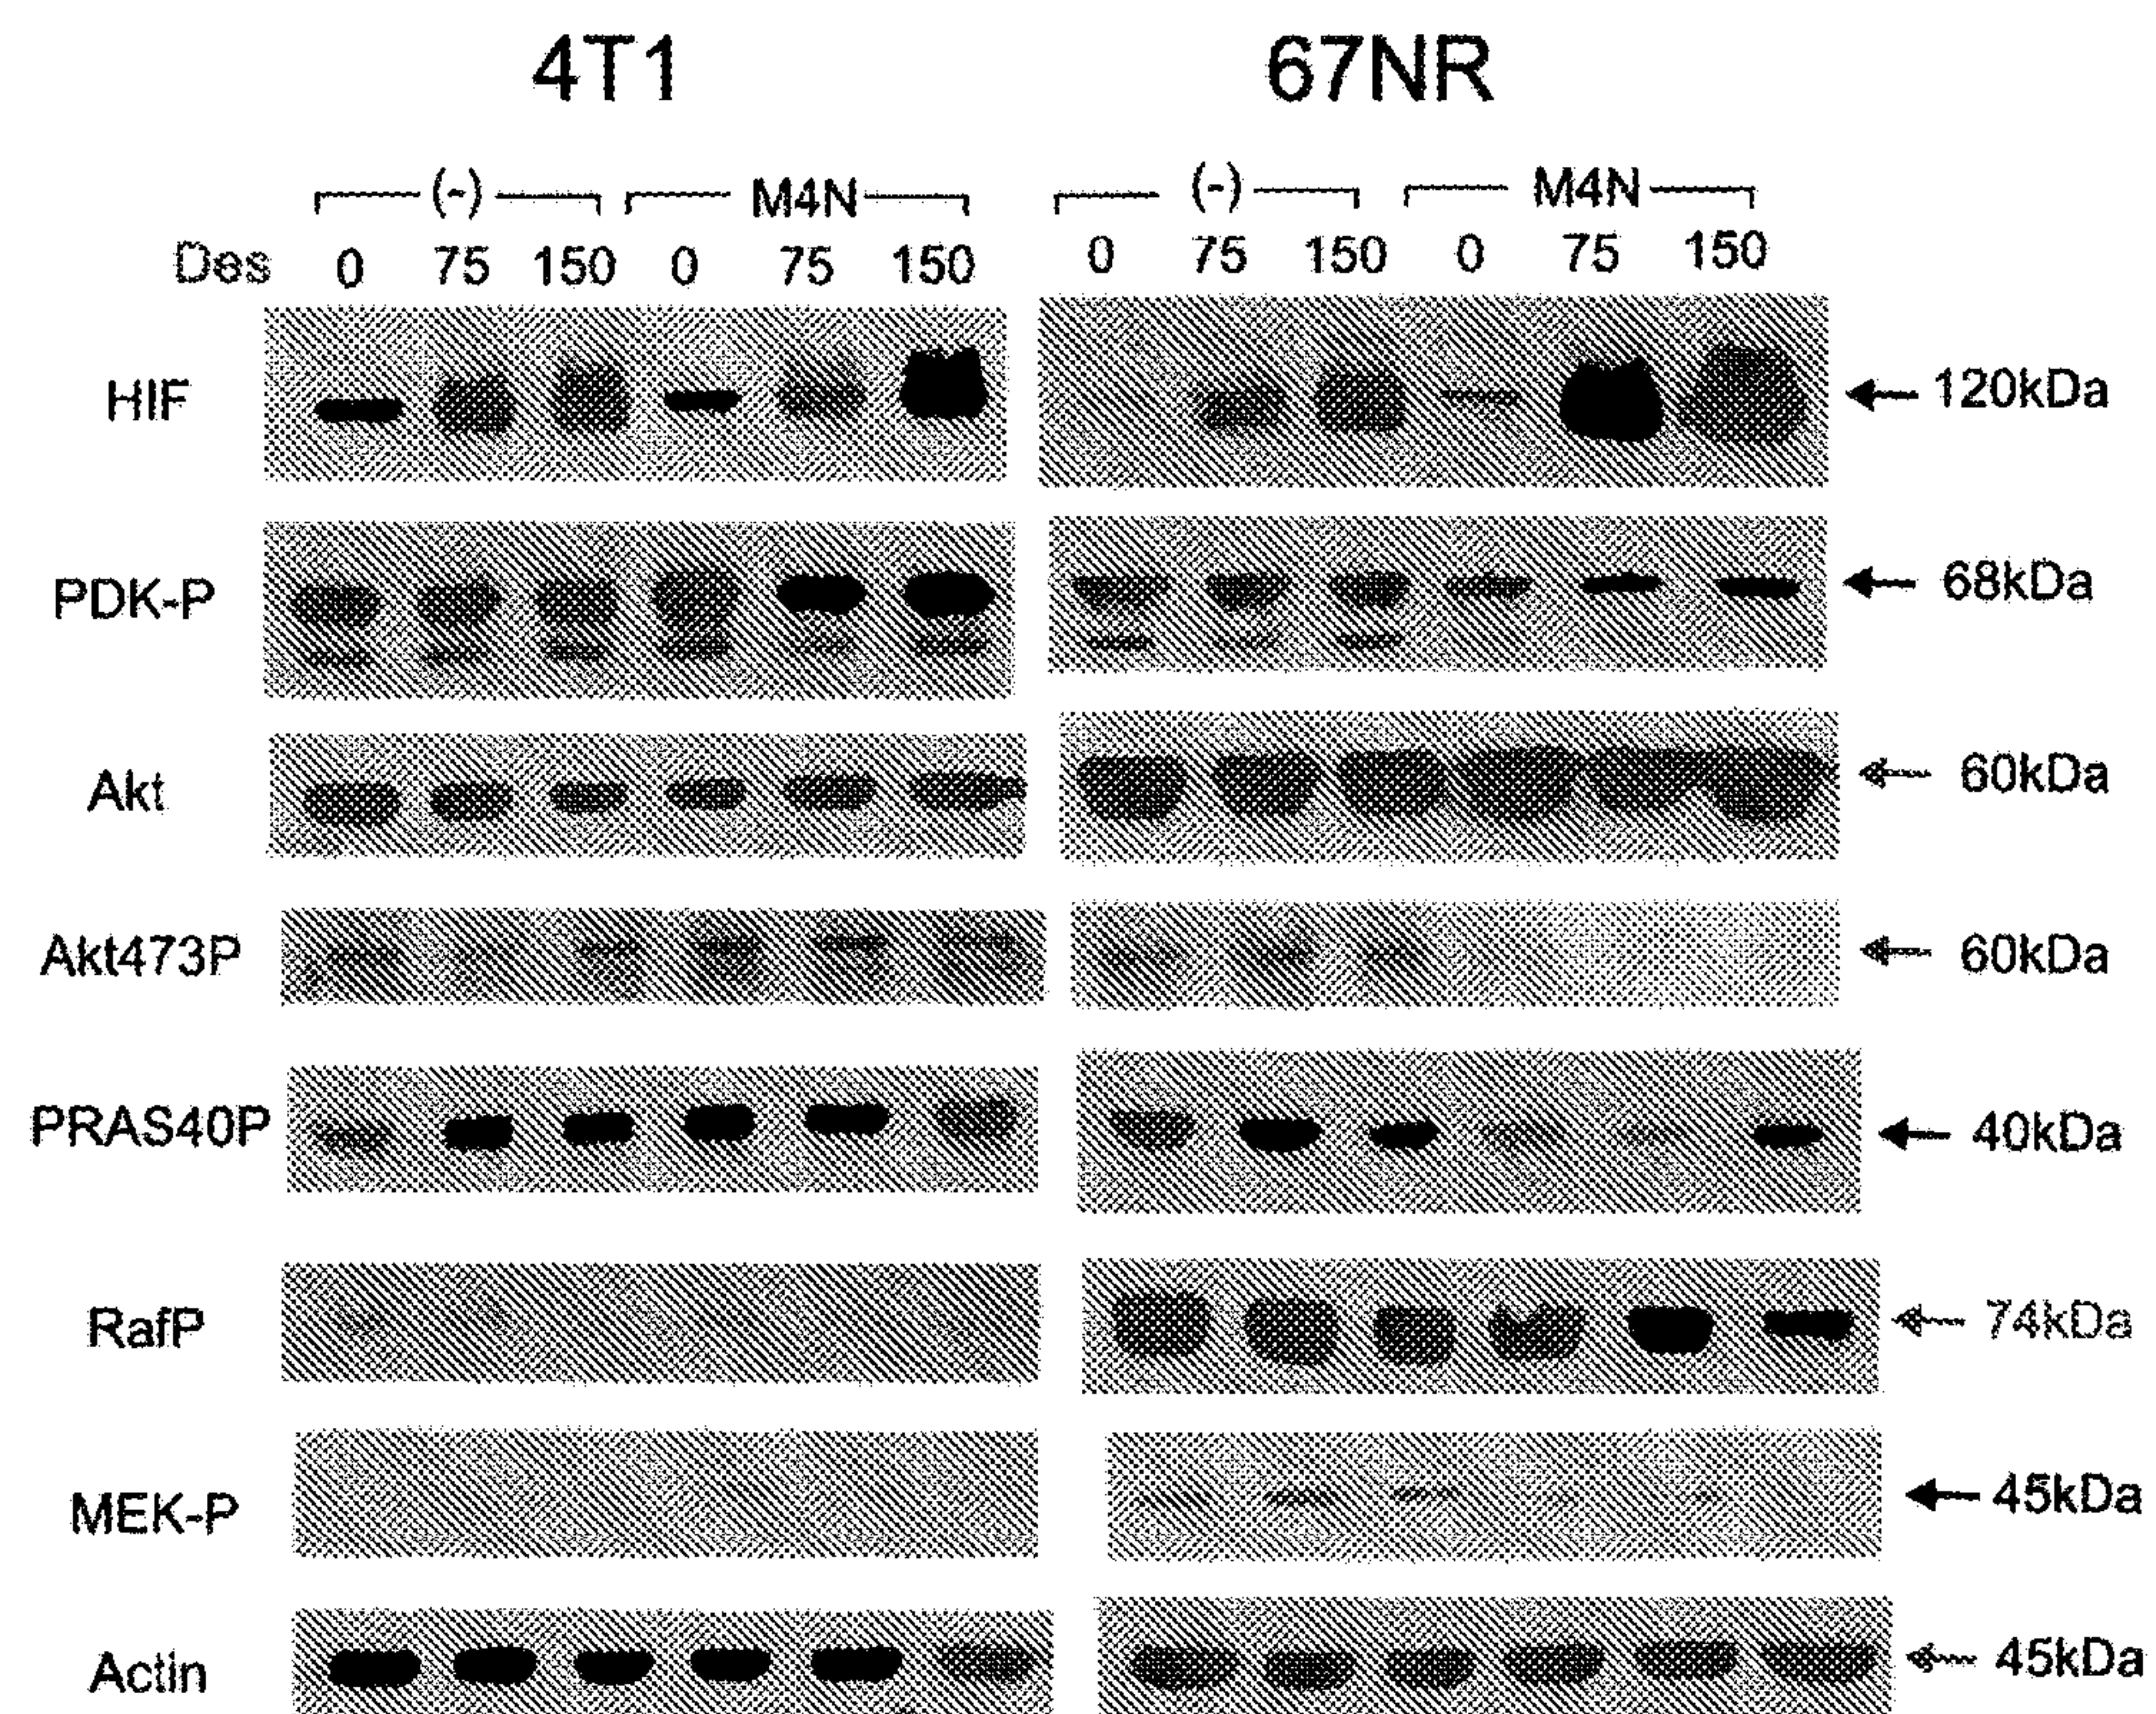 4T1 67NR
(-) M4N (-) M4N
Des 0 75 150 0 75 150 0 75 150 0 75 150
HIF 120kDa
PDK-P 68kDa
Akt 60kDa
Akt473P 60kDa
PRAS40P 40kDa
RafP 74kDa
MEK-P 45kDa
Actin 45kDa